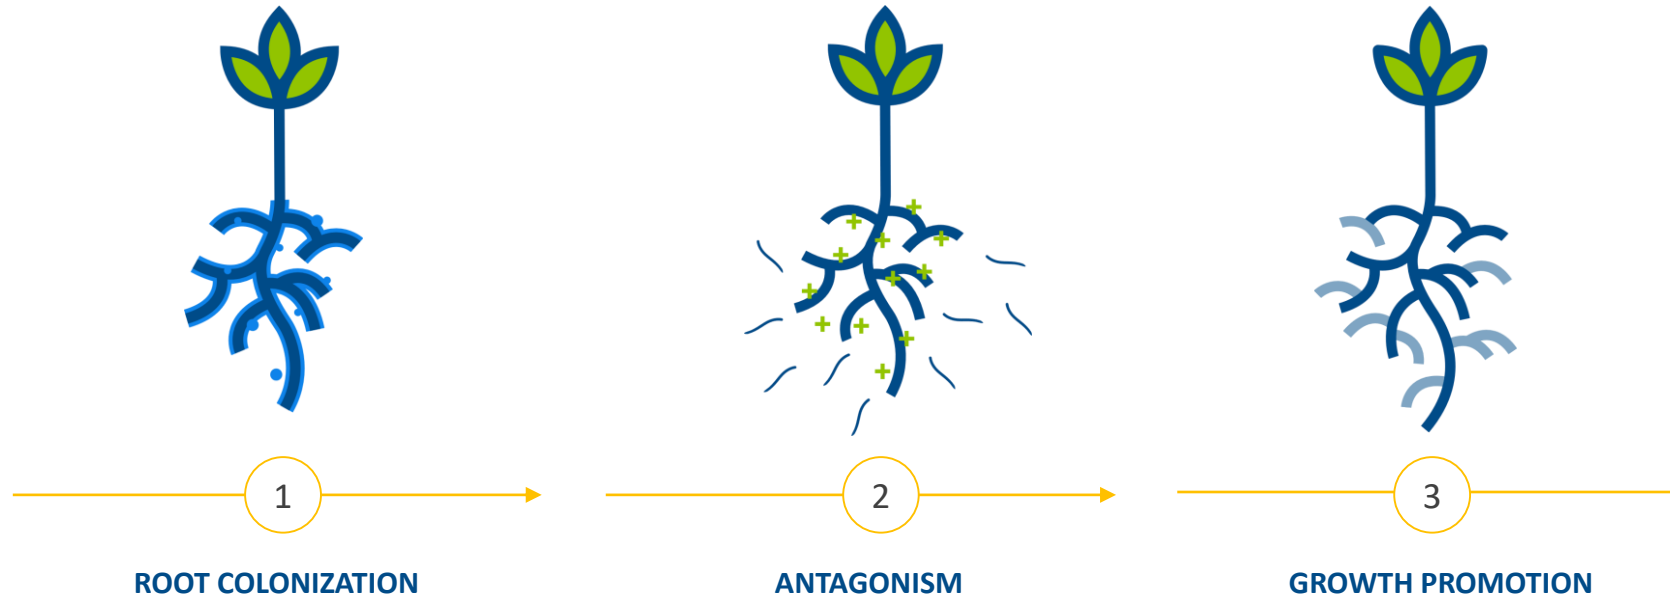 1
2
3
ROOT COLONIZATION
ANTAGONISM
GROWTH PROMOTION